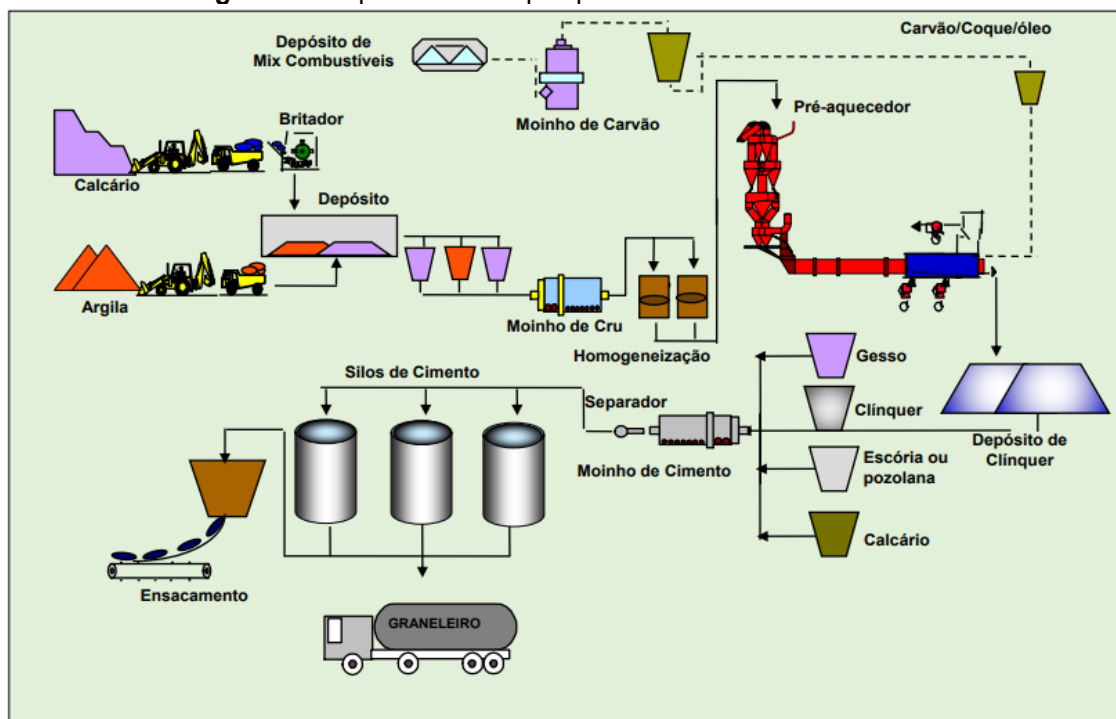 Depósito de
Mix Combustíveis
Carvão/Coque/óleo
Moinho de Carvão
Pré-aquecedor
Britador
Calcário
Depósito
Argila
Moinho de Cru
Homogeneização
Gesso
Silos de Cimento
Separador
Clínquer
Depósito de
Clínquer
Moinho de Cimento
Escória ou
pozolana
Calcário
Ensacamento
GRANELEIRO